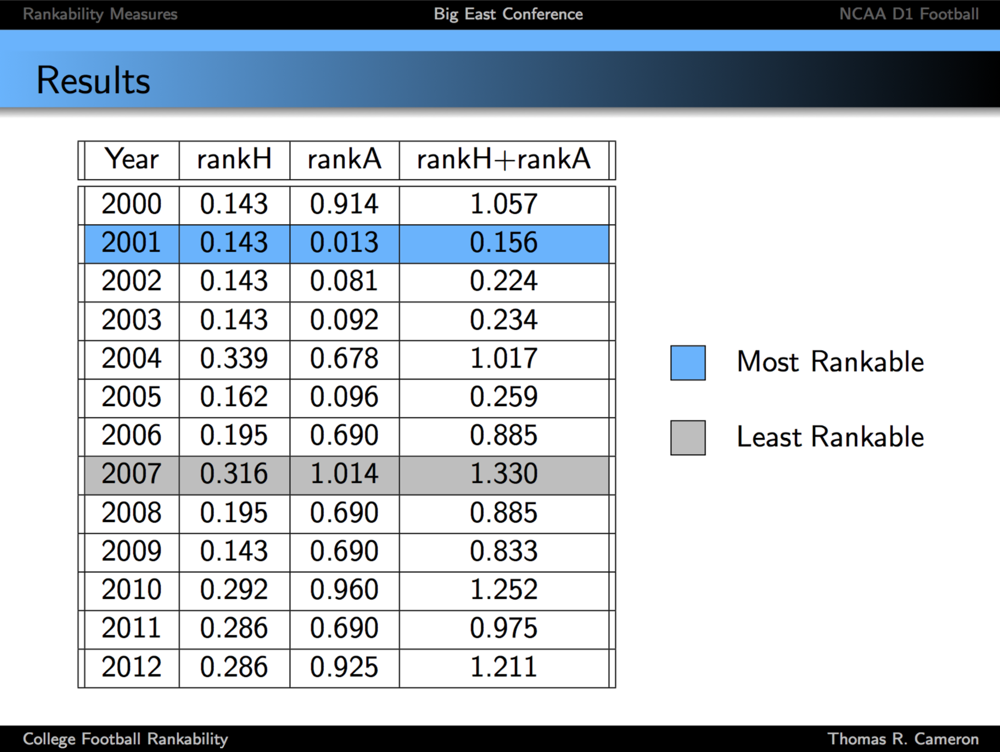 Rankability Measures Big East Conference NCAA D1 Football
Results
Year rankH rankA rankH+rankA
2000 0.143 0.914 1.057
2001 0.143 0.013 0.156
2002 0.143 0.081 0.224
2003 0.143 0.092 0.234
2004 0.339 0.678 1.017
2005 0.162 0.096 0.259
2006 0.195 0.690 0.885
2007 0.316 1.014 1.330
2008 0.195 0.690 0.885
2009 0.143 0.690 0.833
2010 0.292 0.960 1.252
2011 0.286 0.690 0.975
2012 0.286 0.925 1.211
Most Rankable
Least Rankable
College Football Rankability Thomas R. Cameron